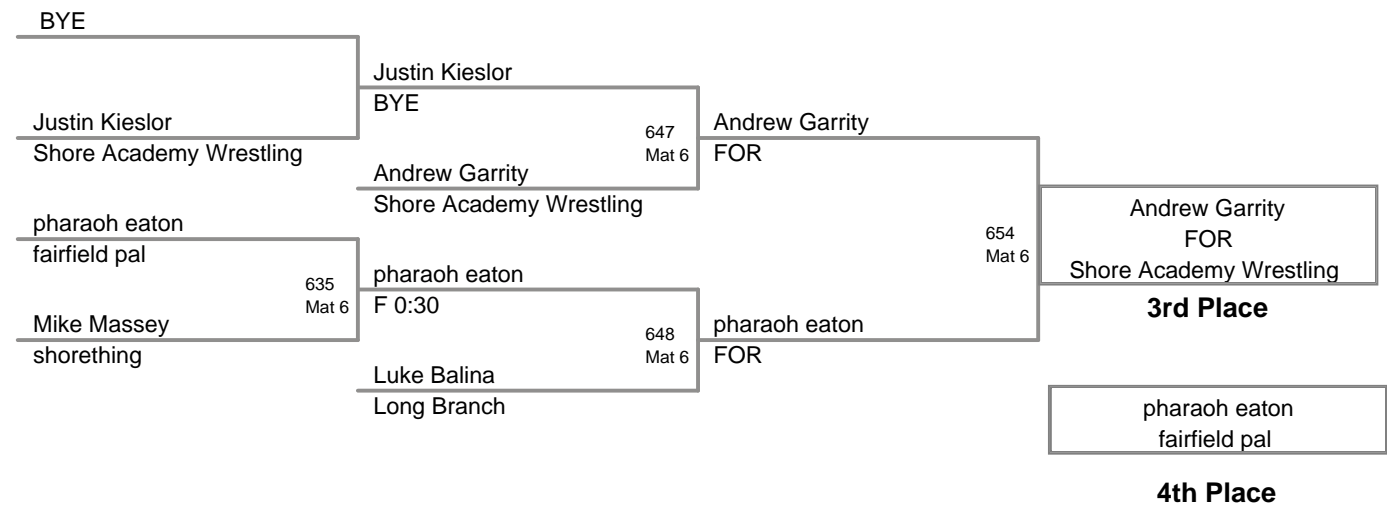 BYE
Justin Kieslor
Shore Academy Wrestling
pharaoh eaton
fairfield pal
635
Mat 6
Mike Massey
shorething
Justin Kieslor
BYE
647
Mat 6
Andrew Garrity
Shore Academy Wrestling
pharaoh eaton
F 0:30
648
Mat 6
Luke Balina
Long Branch
Andrew Garrity
FOR
654
Mat 6
pharaoh eaton
FOR
Andrew Garrity
FOR
Shore Academy Wrestling
3rd Place
pharaoh eaton
fairfield pal
4th Place